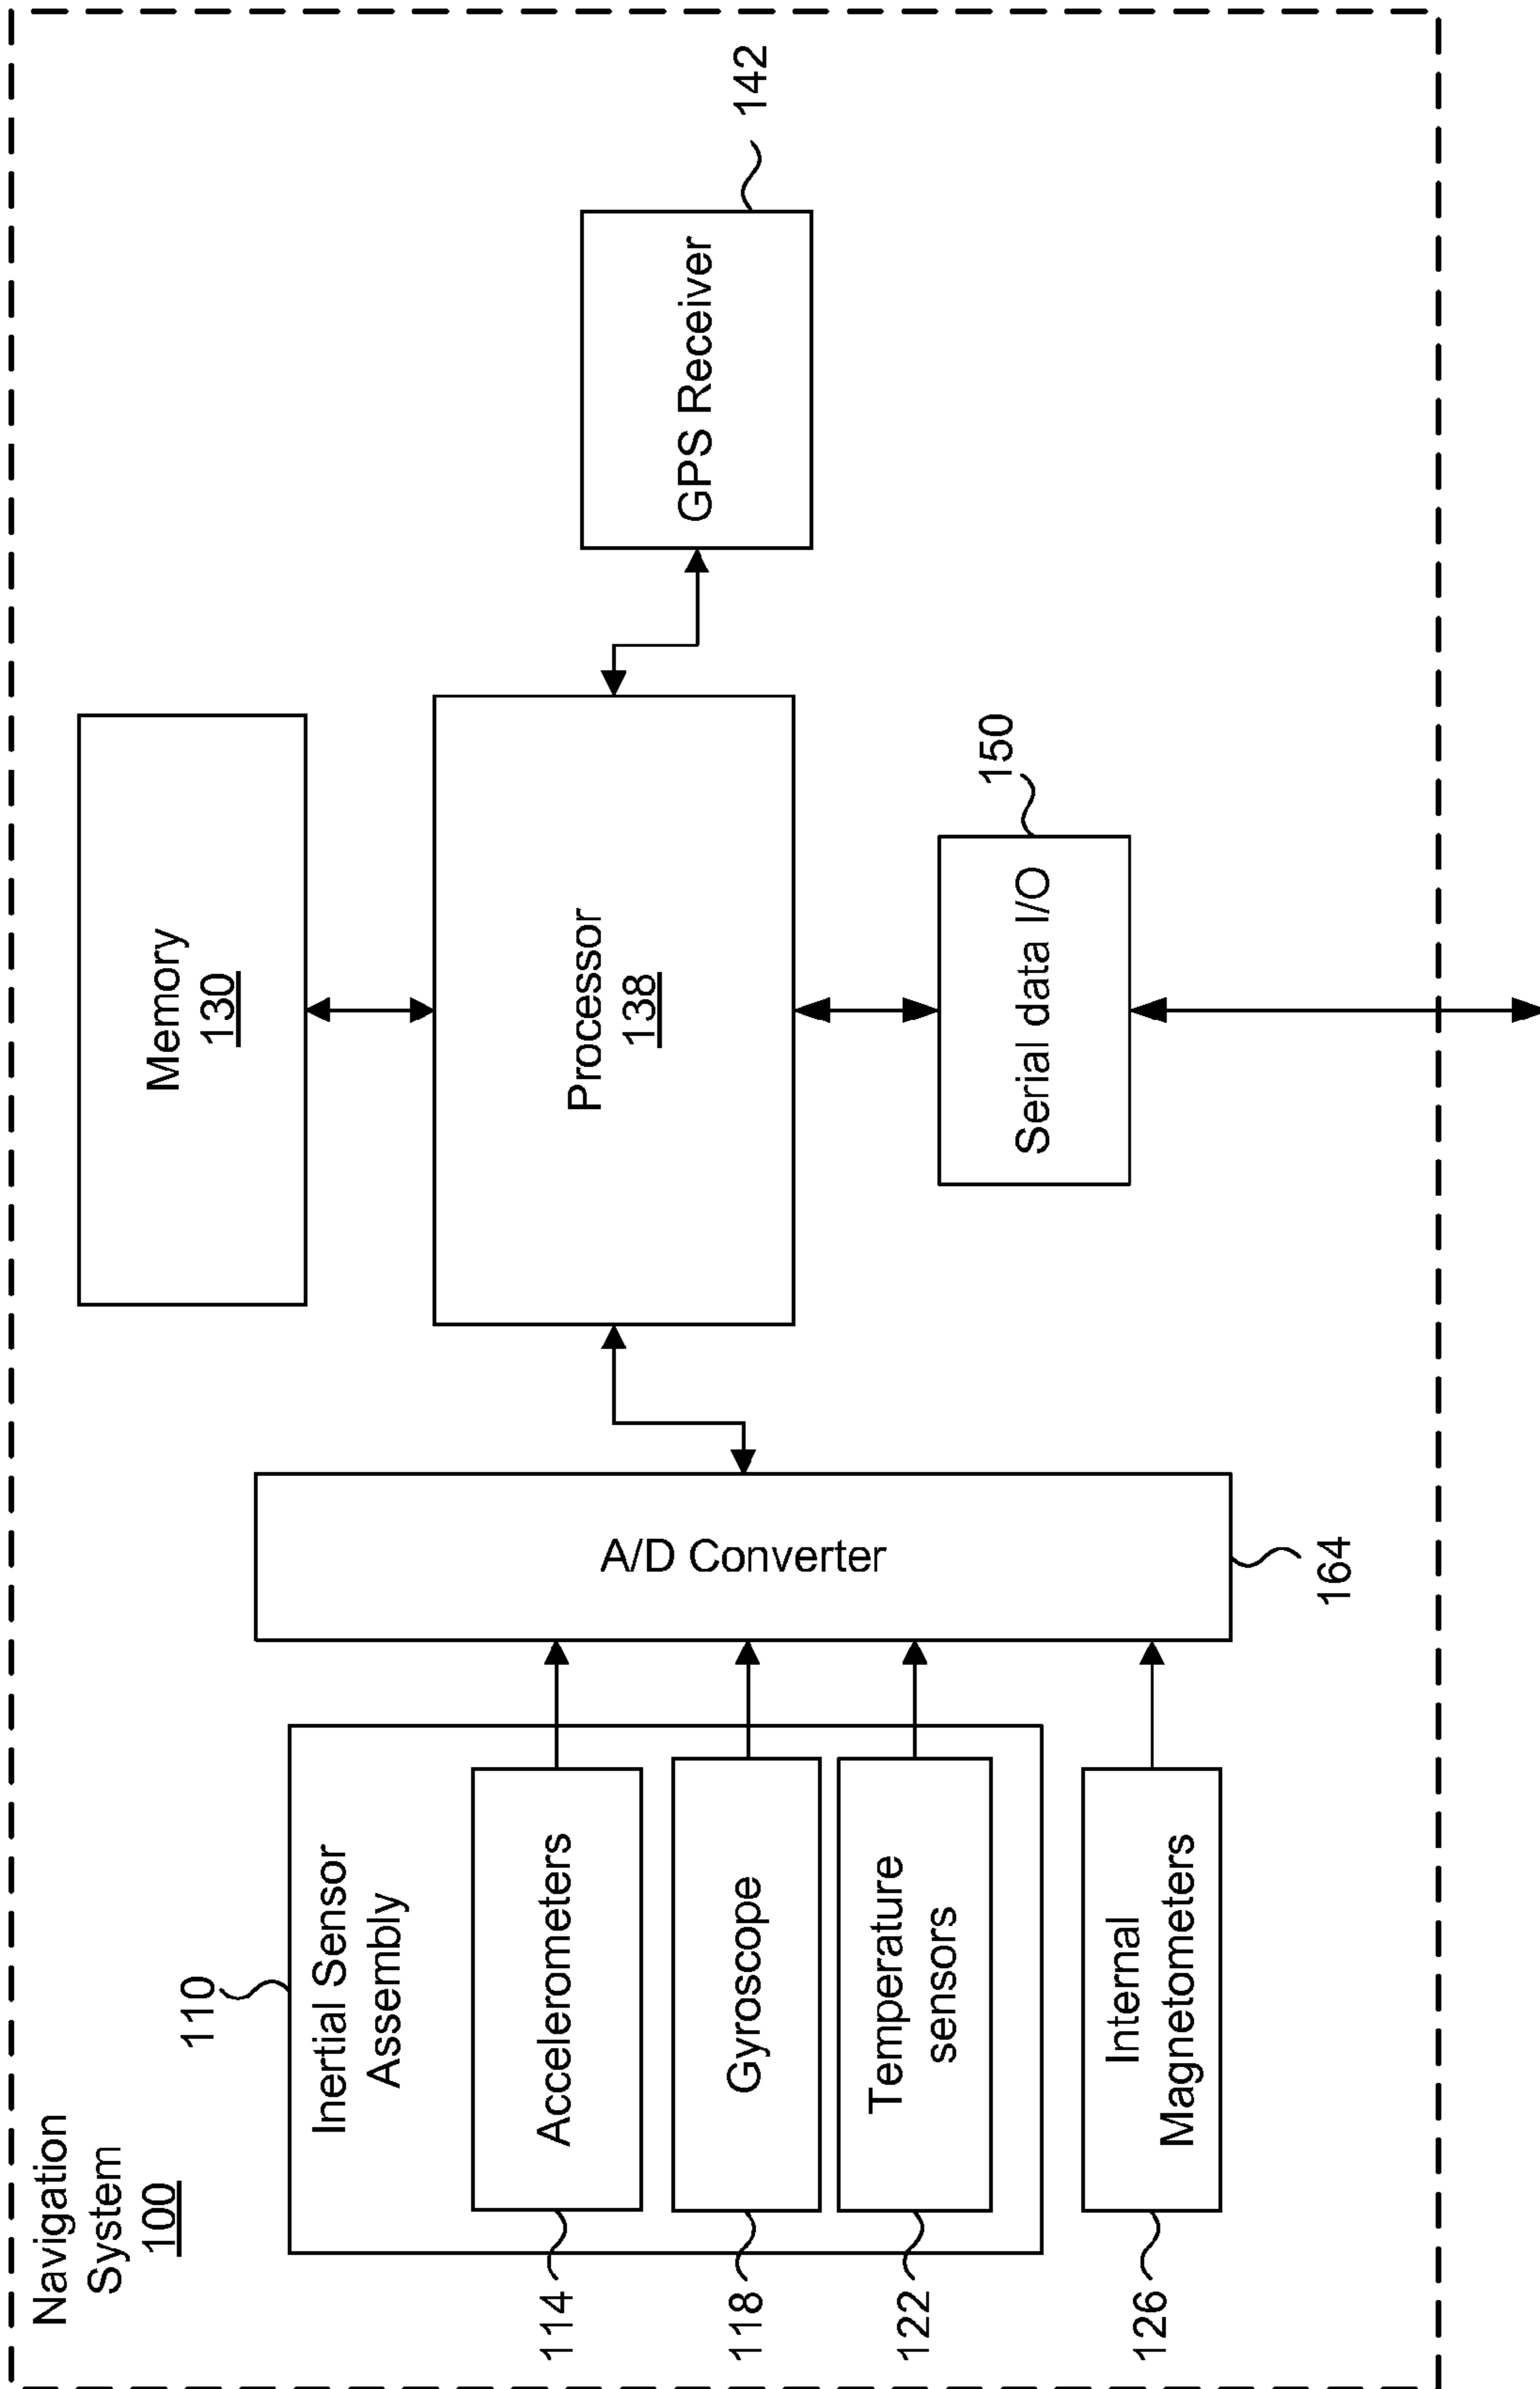 Navigation
System
100
110
Inertial Sensor
Assembly
Accelerometers
114
Gyroscope
118
Temperature
sensors
122
Internal
Magnetometers
126
A/D Converter
164
Memory
130
Processor
138
Serial data I/O
150
GPS Receiver
142